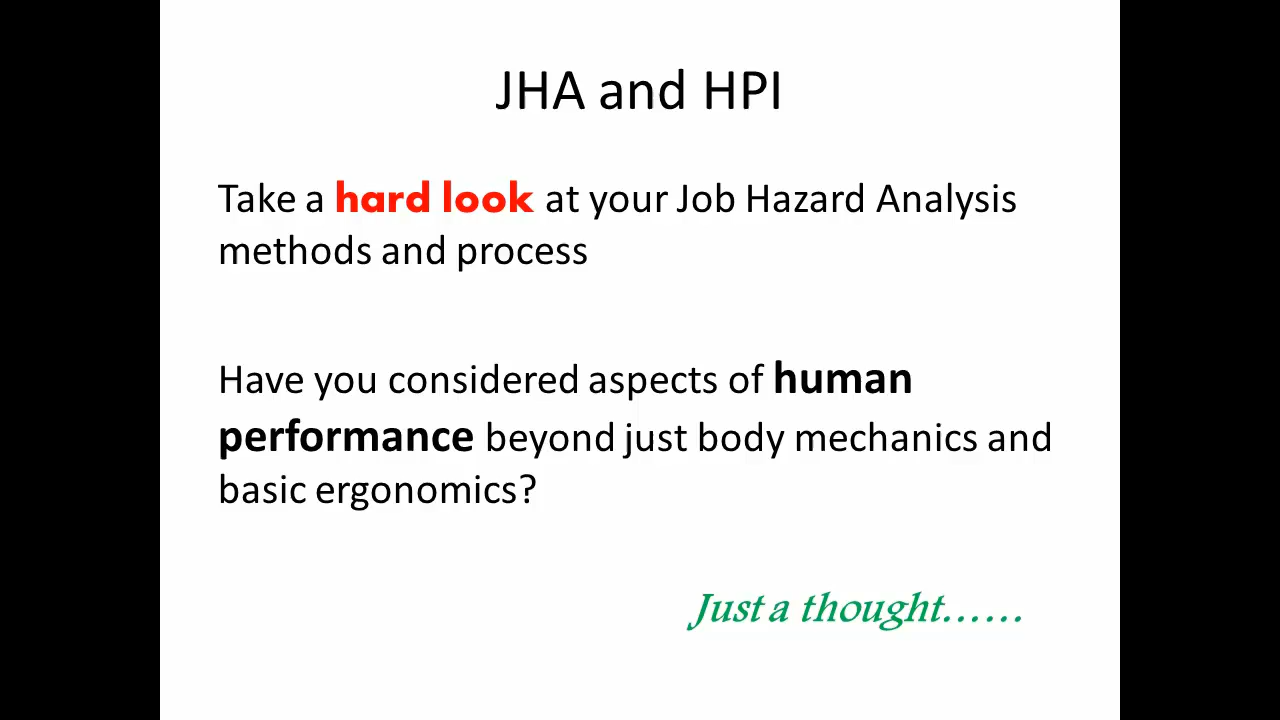 JHA and HPI
Take a hard look at your Job Hazard Analysis
methods and process
Have you considered aspects of human
performance beyond just body mechanics and
basic ergonomics?
Just a thought......